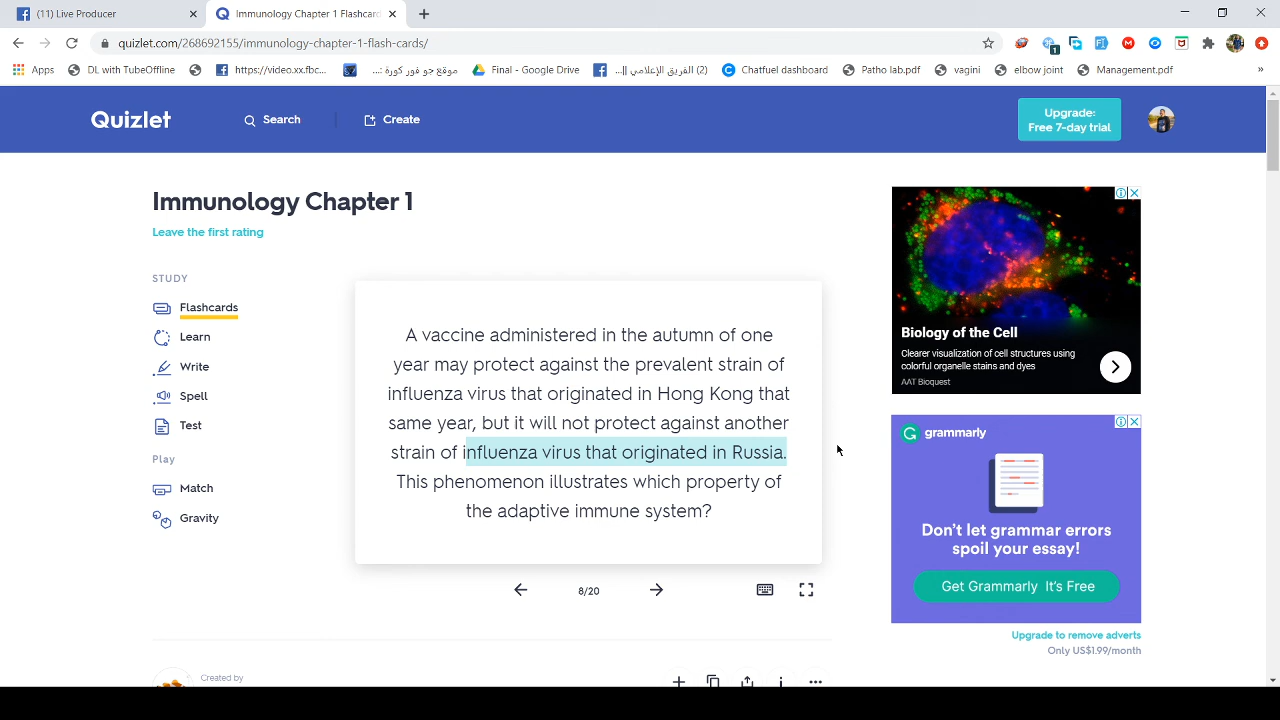 (11) Live Producer
Immunology Chapter 1 Flashcard
quizlet.com/268692155/immunology-chapter-1-flash-cards/
1
Apps
DL with TubeOffline
https://video.xx.fbc...
موقع جو فور كورة :...
Final - Google Drive
(2) الفريق الإعلامي ||...
Chatfuel dashboard
Patho lab.pdf
vagini
elbow joint
Management.pdf
»
Quizlet
Search
Create
Upgrade:
Free 7-day trial
Immunology Chapter 1
Leave the first rating
STUDY
Flashcards
Learn
Write
Spell
Test
Play
Match
Gravity
A vaccine administered in the autumn of one
year may protect against the prevalent strain of
influenza virus that originated in Hong Kong that
same year, but it will not protect against another
strain of influenza virus that originated in Russia.
This phenomenon illustrates which property of
the adaptive immune system?
8/20
Biology of the Cell
Clearer visualization of cell structures using
colorful organelle stains and dyes
AAT Bioquest
grammarly
Don't let grammar errors
spoil your essay!
Get Grammarly It's Free
Upgrade to remove adverts
Only US$1.99/month
Created by